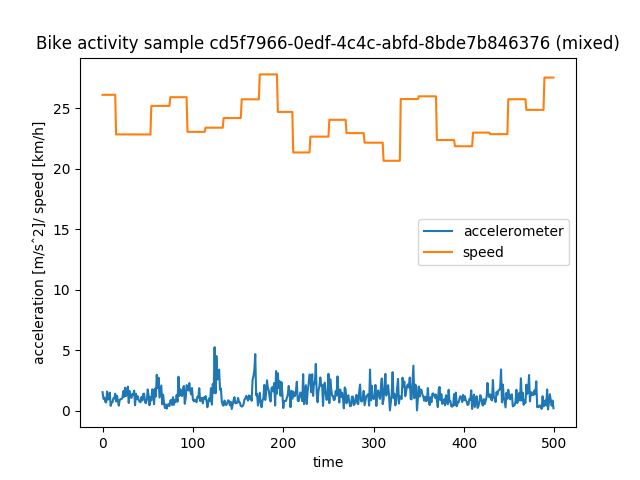 Bike activity sample cd5f7966-0edf-4c4c-abfd-8bde7b846376 (mixed)
acceleration [m/s^2]/ speed [km/h]
25
20
15
10
5
0
accelerometer
speed
0 100 200 300 400 500
time